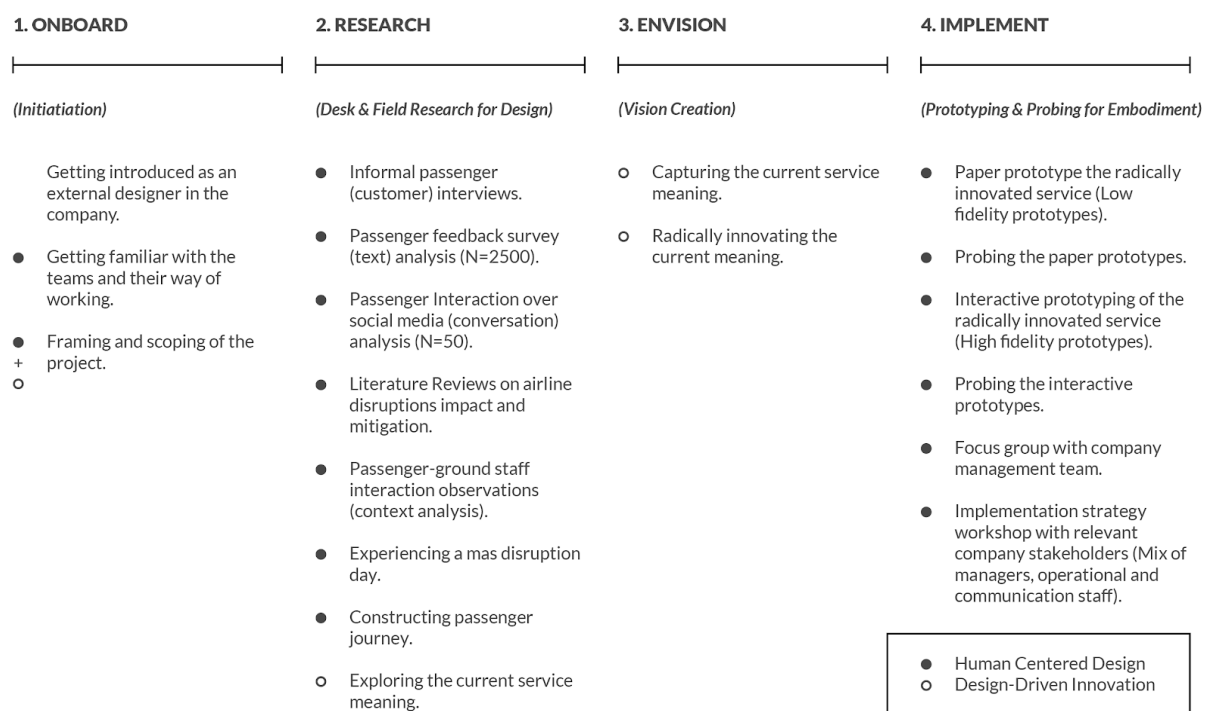 1. ONBOARD
(Initiatiation)
Getting introduced as an
external designer in the
company.
Getting familiar with the
teams and their way of
working.
Framing and scoping of the
+ project.
2. RESEARCH
(Desk & Field Research for Design)
Informal passenger
(customer) interviews.
Passenger feedback survey
(text) analysis (N=2500).
Passenger Interaction over
social media (conversation)
analysis (N=50).
Literature Reviews on airline
disruptions impact and
mitigation.
Passenger-ground staff
interaction observations
(context analysis).
Experiencing a mas disruption
day.
Constructing passenger
journey.
Exploring the current service
meaning.
3. ENVISION
(Vision Creation)
Capturing the current service
meaning.
Radically innovating the
current meaning.
4. IMPLEMENT
(Prototyping & Probing for Embodiment)
Paper prototype the radically
innovated service (Low
fidelity prototypes).
Probing the paper prototypes.
Interactive prototyping of the
radically innovated service
(High fidelity prototypes).
Probing the interactive
prototypes.
Focus group with company
management team.
Implementation strategy
workshop with relevant
company stakeholders (Mix of
managers, operational and
communication staff).
Human Centered Design
Design-Driven Innovation